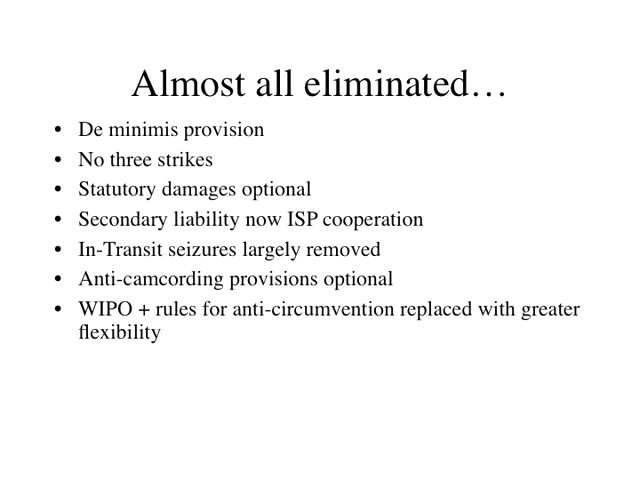 Almost all eliminated…
• De minimis provision
• No three strikes
• Statutory damages optional
• Secondary liability now ISP cooperation
• In-Transit seizures largely removed
• Anti-camcording provisions optional
• WIPO + rules for anti-circumvention replaced with greater
flexibility